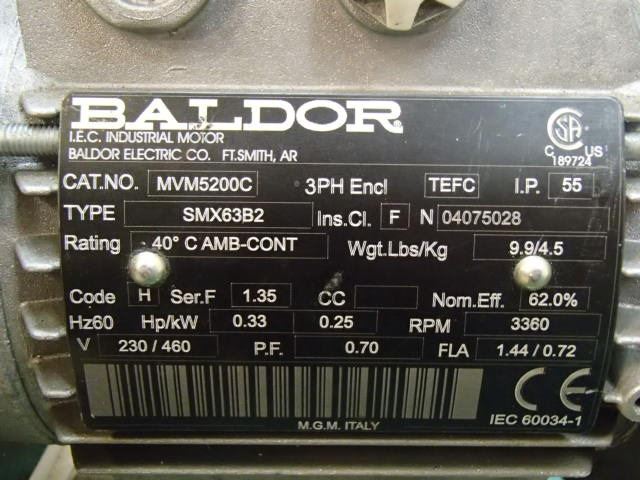 BALDOR
I.E.C. INDUSTRIAL MOTOR
BALDOR ELECTRIC CO. FT.SMITH, AR
CSA
C US
189724
CAT.NO. MVM5200C 3PH Encl TEFC I.P. 55
TYPE SMX63B2 Ins.Cl. F N 04075028
Rating 40° C AMB-CONT Wgt.Lbs/Kg 9.9/4.5
Code H Ser.F 1.35 CC Nom.Eff. 62.0%
Hz60 Hp/kW 0.33 0.25 RPM 3360
V 230 / 460 P.F. 0.70 FLA 1.44 / 0.72
CE
M.G.M. ITALY IEC 60034-1